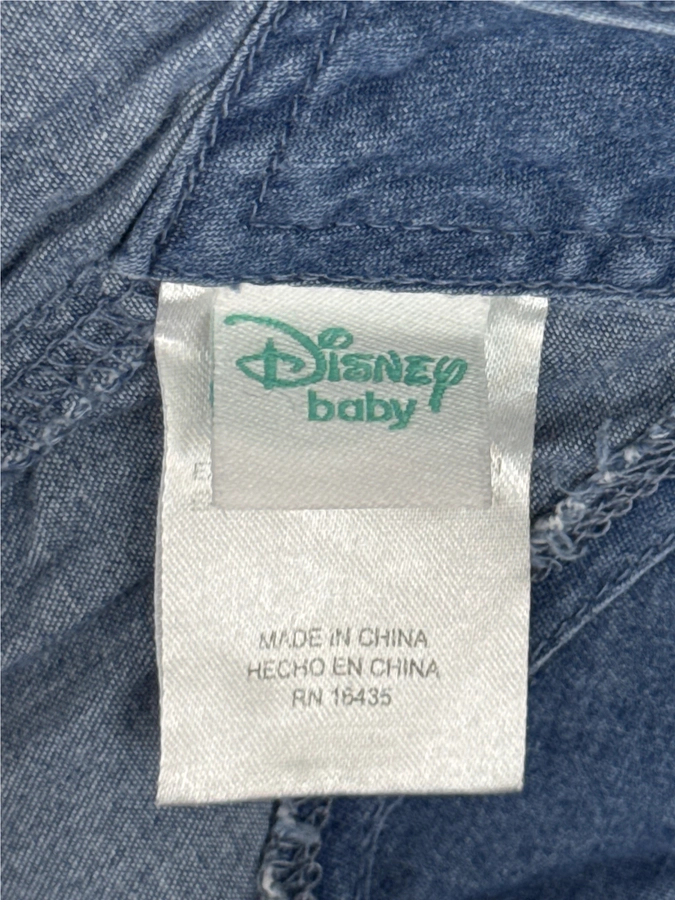 Disney
baby
MADE IN CHINA
HECHO EN CHINA
RN 16435